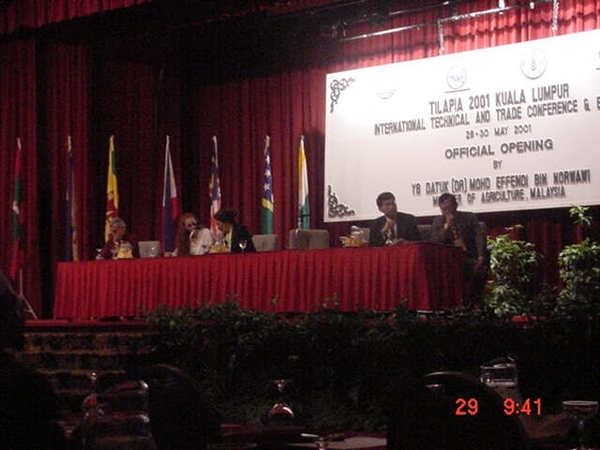 TILAPIA 2001 KUALA LUMPUR
INTERNATIONAL TECHNICAL AND TRADE CONFERENCE & E
28-30 MAY 2001
OFFICIAL OPENING
BY
YB DATUK (DR) MOHD EFFENDI BIN NORWAWI
MINISTER OF AGRICULTURE, MALAYSIA
29 9:41